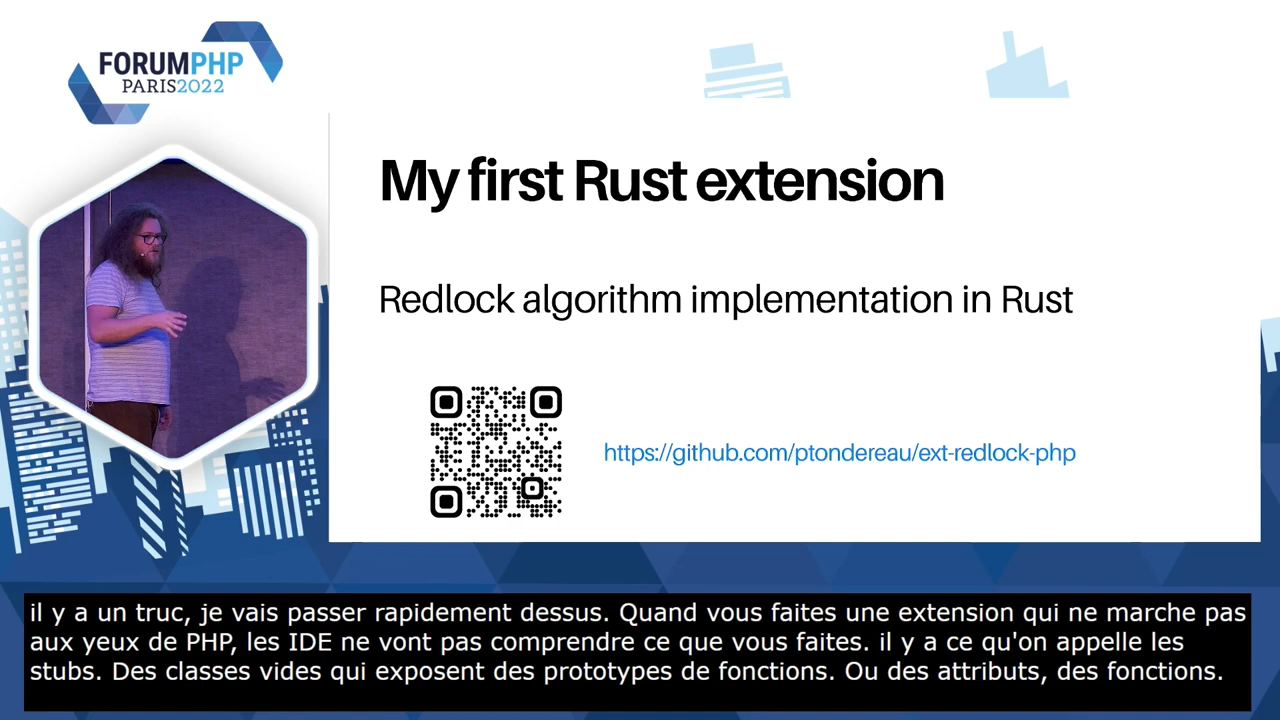 FORUMPHP
PARIS2022
My first Rust extension
Redlock algorithm implementation in Rust
https://github.com/ptondereau/ext-redlock-php
il y a un truc, je vais passer rapidement dessus. Quand vous faites une extension qui ne marche pas
aux yeux de PHP, les IDE ne vont pas comprendre ce que vous faites. il y a ce qu'on appelle les
stubs. Des classes vides qui exposent des prototypes de fonctions. Ou des attributs, des fonctions.